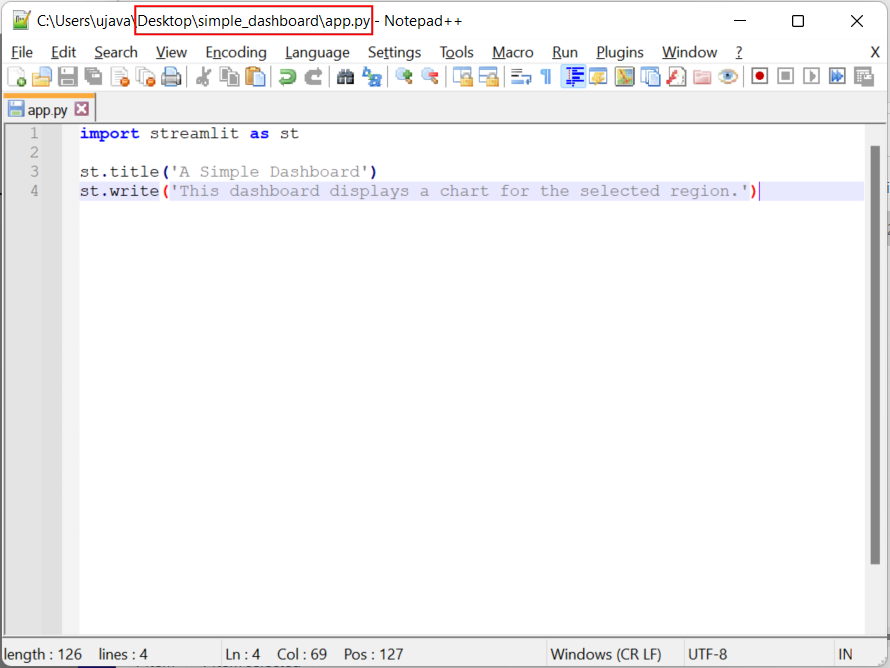 C:\Users\ujava\Desktop\simple_dashboard\app.py - Notepad++
File Edit Search View Encoding Language Settings Tools Macro Run Plugins Window ? X
app.py
1 import streamlit as st
2
3 st.title('A Simple Dashboard')
4 st.write('This dashboard displays a chart for the selected region.')
length : 126 lines : 4 Ln : 4 Col : 69 Pos : 127 Windows (CR LF) UTF-8 IN